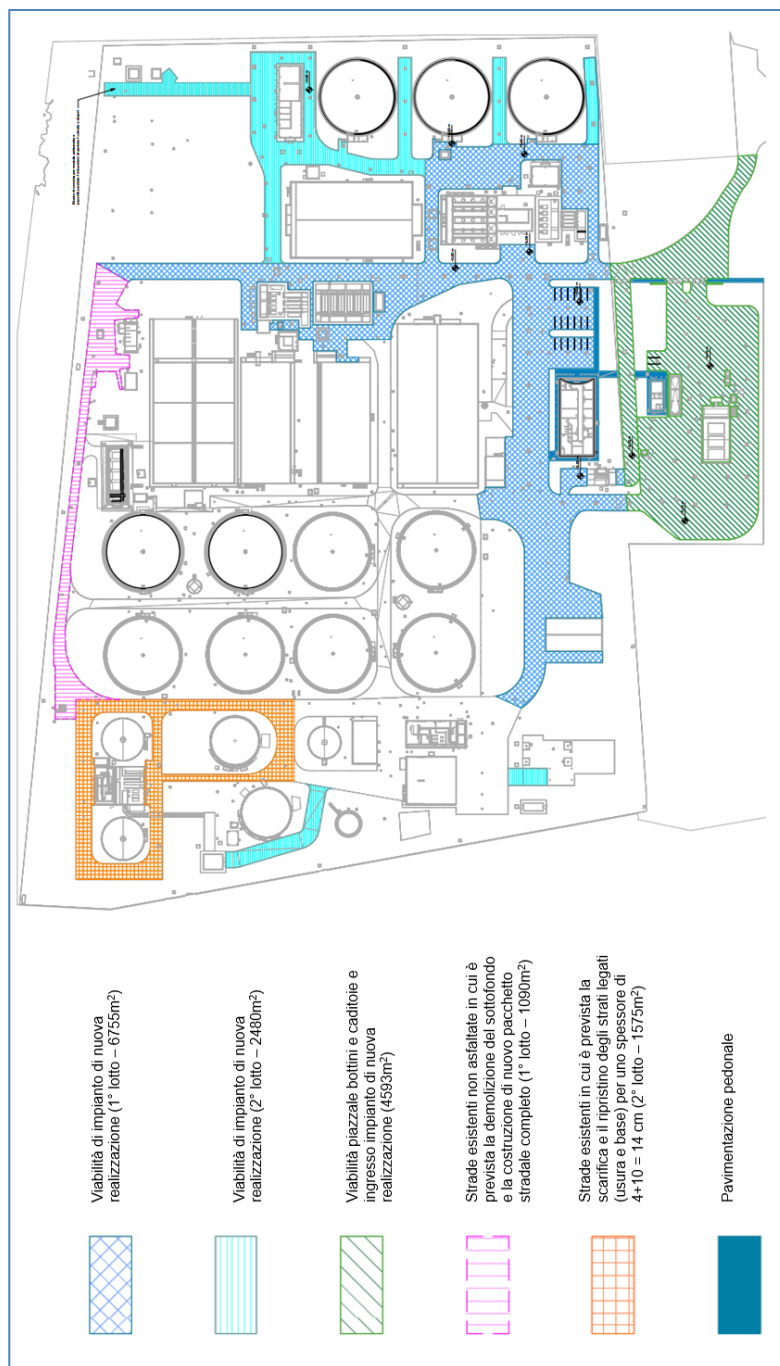 Viabilità di impianto di nuova
realizzazione (1° lotto – 6755m²)
Viabilità di impianto di nuova
realizzazione (2° lotto – 2480m²)
Viabilità piazzale bottini e caditoie e
ingresso impianto di nuova
realizzazione (4593m²)
Strade esistenti non asfaltate in cui è
prevista la demolizione del sottofondo
e la costruzione di nuovo pacchetto
stradale completo (1° lotto – 1090m²)
Strade esistenti in cui è prevista la
scarifica e il ripristino degli strati legati
(usura e base) per uno spessore di
4+10 = 14 cm (2° lotto – 1575m²)
Pavimentazione pedonale